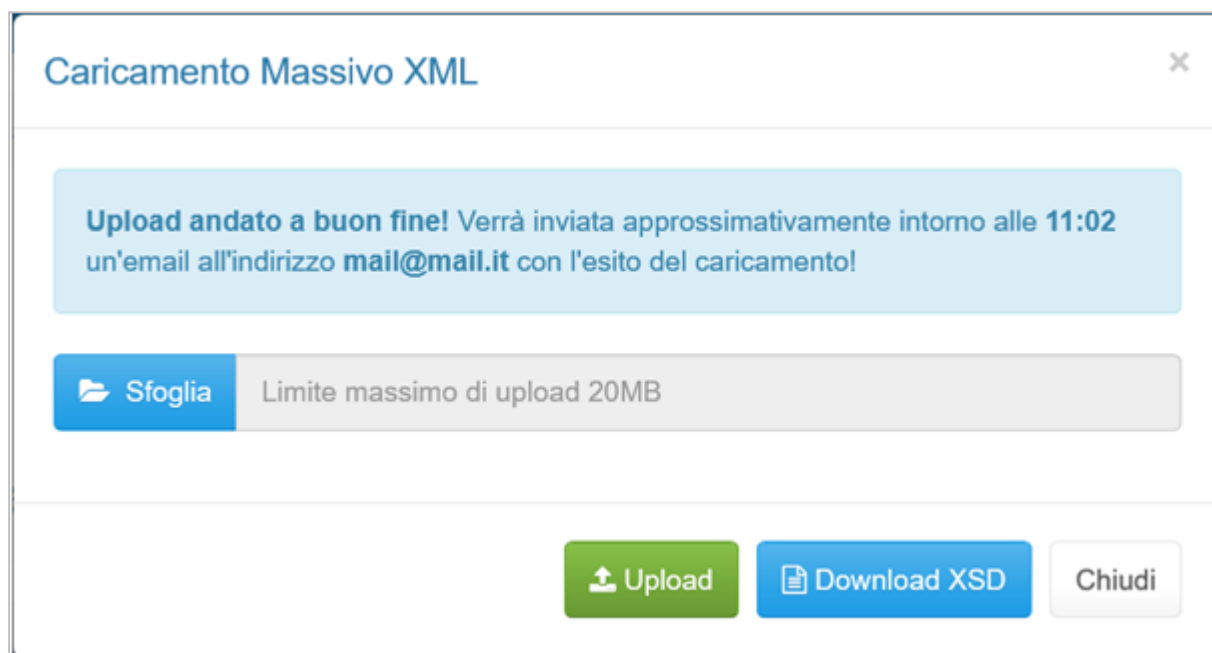 Caricamento Massivo XML
×
Upload andato a buon fine! Verrà inviata approssimativamente intorno alle 11:02
un'email all'indirizzo mail@mail.it con l'esito del caricamento!
Sfoglia Limite massimo di upload 20MB
Upload Download XSD Chiudi